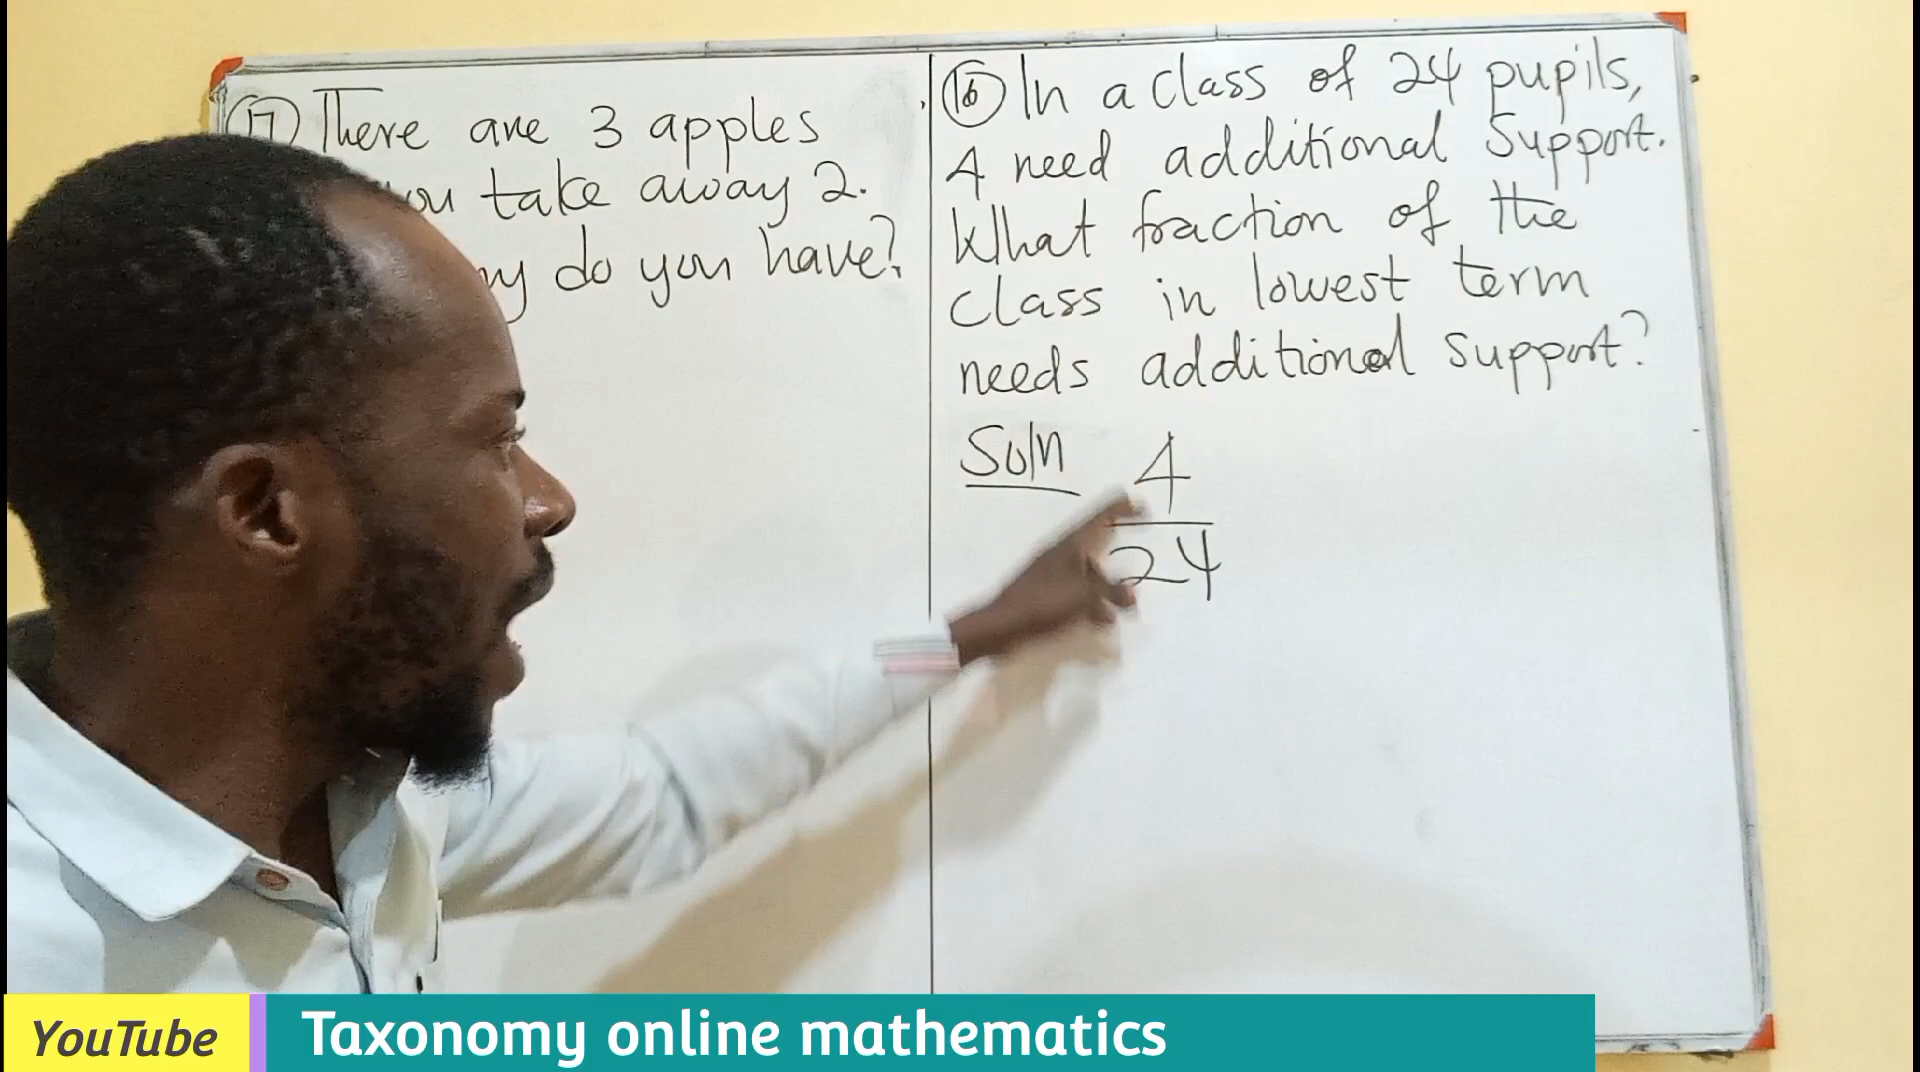 17 There are 3 apples
take away 2.
do you have?
16 In a class of 24 pupils,
4 need additional Support.
What fraction of the
class in lowest term
needs additional support?
Soln 4
24
YouTube Taxonomy online mathematics